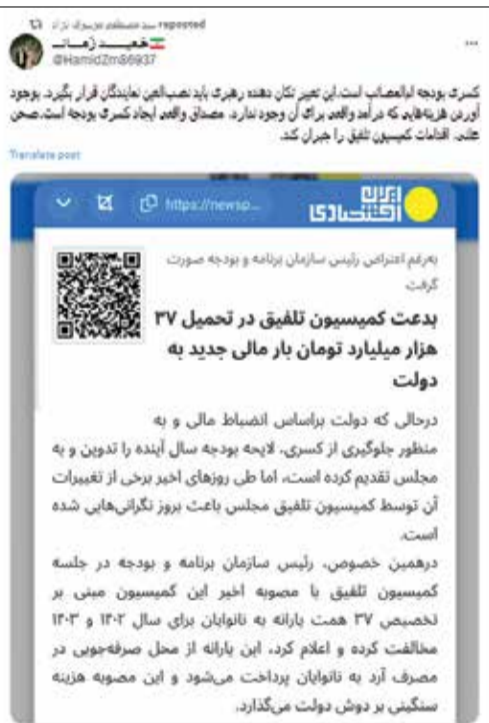 سید مصطفی موسوی نژاد reposted
حمید زمانی
@HamidZm86937
کسری بودجه ابوالمصائب است.این تعبیر تکان دهنده رهبری باید نصب‌العین نمایندگان قرار بگیرد. بوجود
آوردن هزینه‌هایی که درآمد واقعی برای آن وجود ندارد. مصداق واقعی ایجاد کسری بودجه است.صحن
علنی، اقدامات کمیسیون تلفیق را جبران کند.
Translate post
https://newsp...
ایران
اقتصادی
به‌رغم اعتراض رئیس سازمان برنامه و بودجه صورت
گرفت
بدعت کمیسیون تلفیق در تحمیل ۳۷
هزار میلیارد تومان بار مالی جدید به
دولت
درحالی که دولت براساس انضباط مالی و به
منظور جلوگیری از کسری، لایحه بودجه سال آینده را تدوین و به
مجلس تقدیم کرده است، اما طی روزهای اخیر برخی از تغییرات
آن توسط کمیسیون تلفیق مجلس باعث بروز نگرانی‌هایی شده
است.
درهمین خصوص، رئیس سازمان برنامه و بودجه در جلسه
کمیسیون تلفیق با مصوبه اخیر این کمیسیون مبنی بر
تخصیص ۳۷ همت یارانه به نانوایان برای سال ۱۴۰۲ و ۱۴۰۳
مخالفت کرده و اعلام کرد، این یارانه از محل صرفه‌جویی در
مصرف آرد به نانوایان پرداخت می‌شود و این مصوبه هزینه
سنگینی بر دوش دولت می‌گذارد.